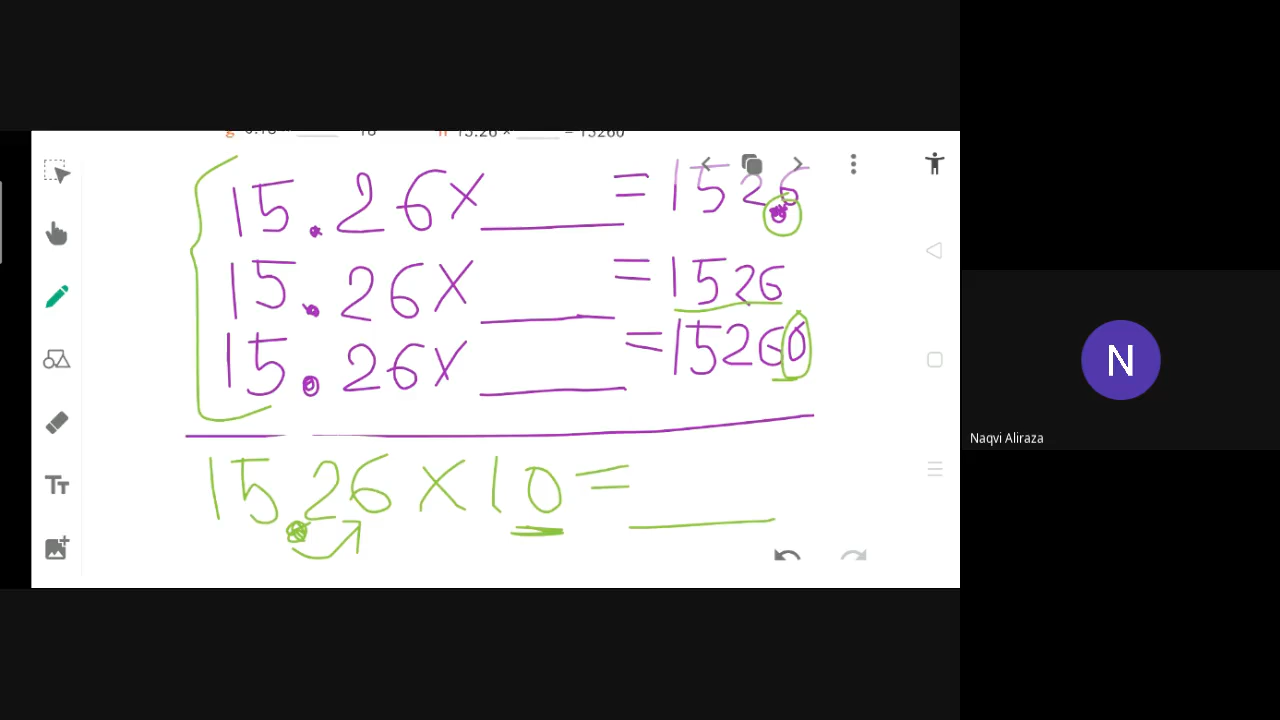 15.26 × ____ = 152.6
15.26 × ____ = 1526
15.26 × ____ = 15260
15.26 × 10 = ____
Tт
N
Naqvi Aliraza